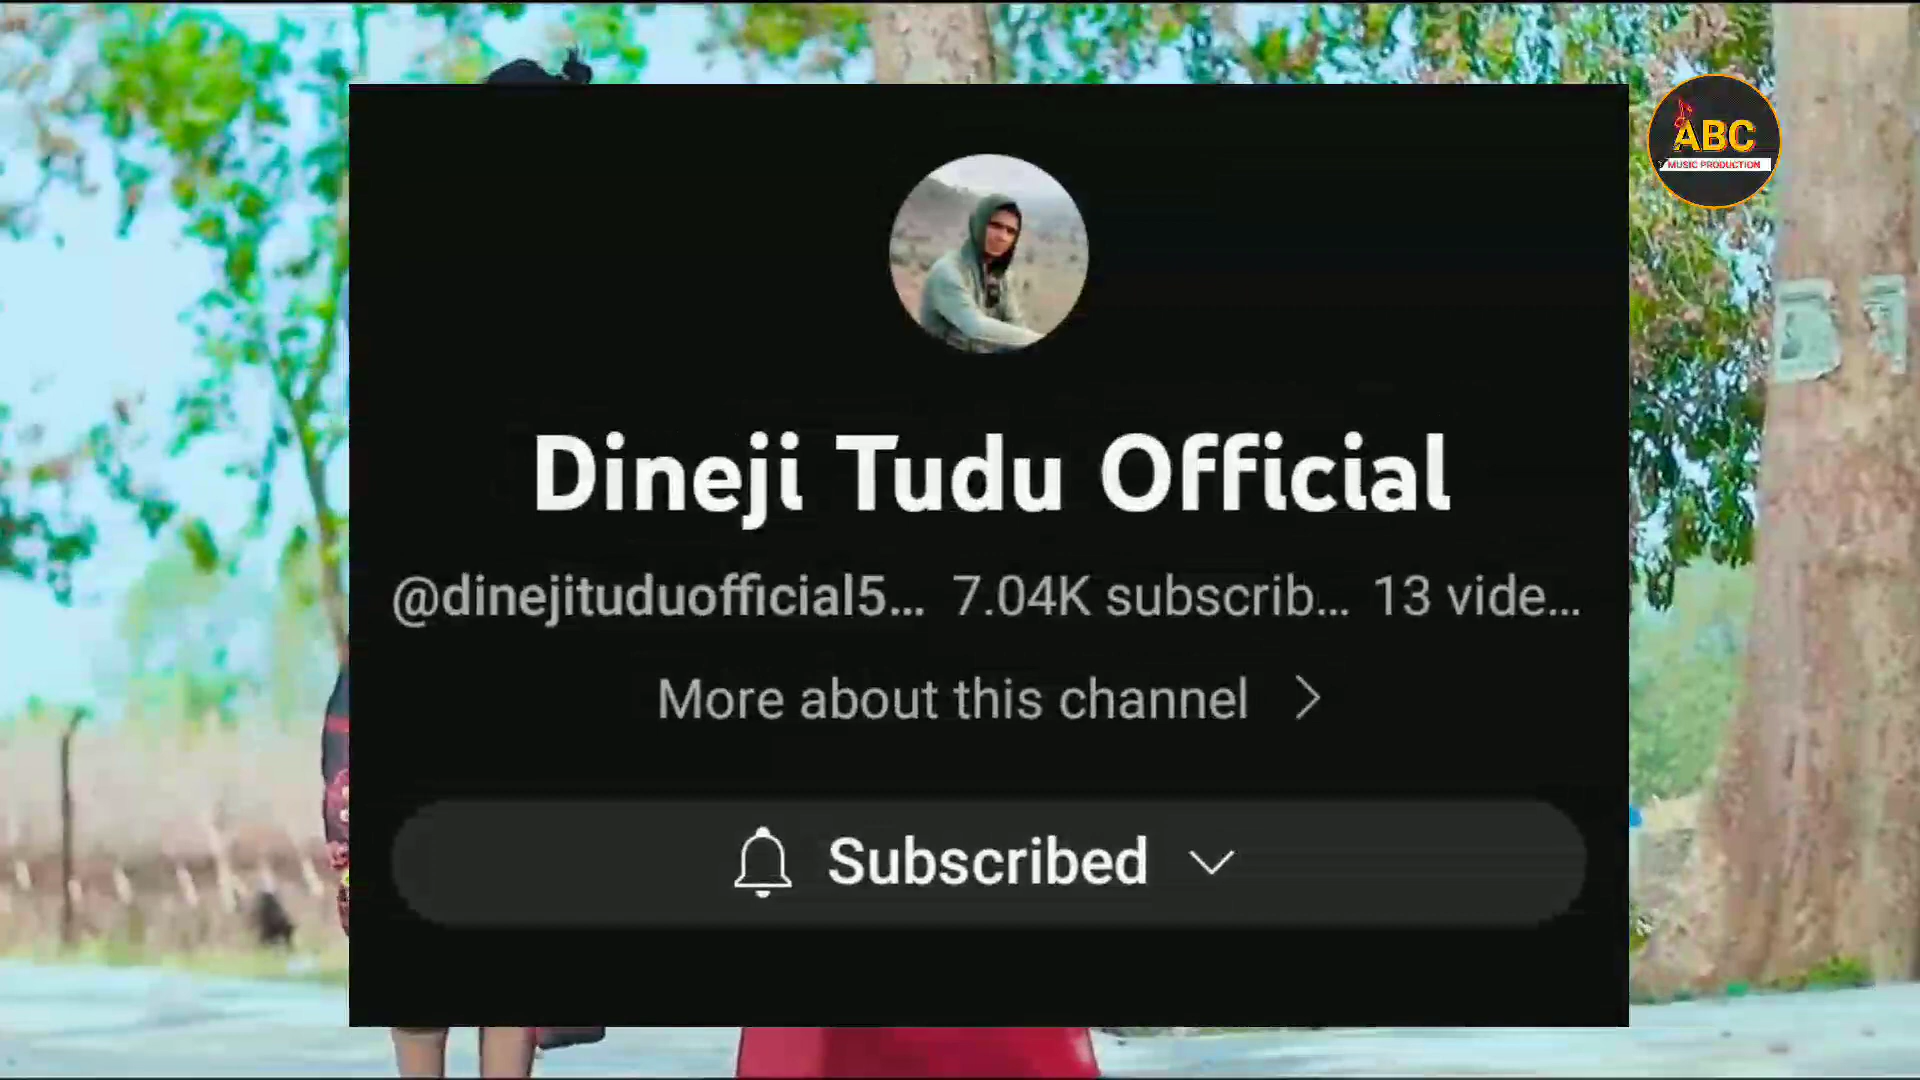 ABC
MUSIC PRODUCTION
Dineji Tudu Official
@dinejituduofficial5... 7.04K subscrib... 13 vide...
More about this channel
Subscribed